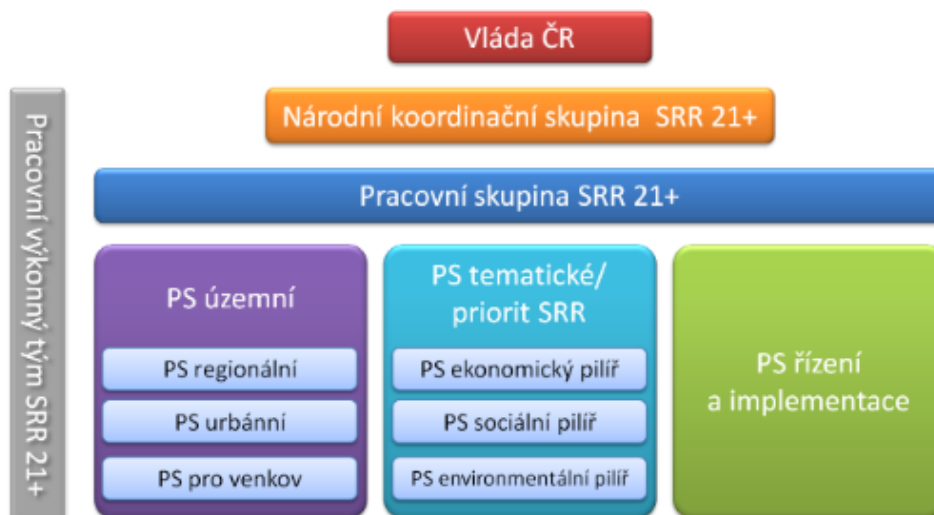 Vláda ČR
Národní koordinační skupina SRR 21+
Pracovní výkonný tým SRR 21+
Pracovní skupina SRR 21+
PS územní
PS regionální
PS urbánní
PS pro venkov
PS tematické/
priorit SRR
PS ekonomický pilíř
PS sociální pilíř
PS environmentální pilíř
PS řízení
a implementace